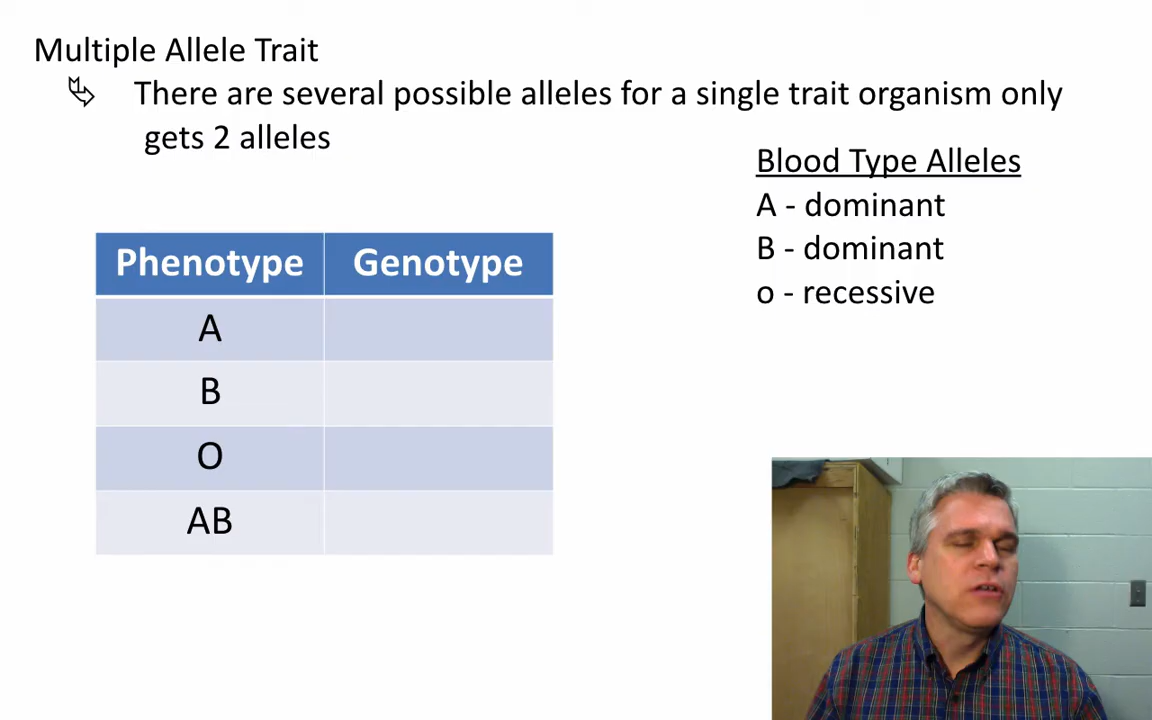 Multiple Allele Trait
There are several possible alleles for a single trait organism only
gets 2 alleles
Blood Type Alleles
A - dominant
B - dominant
o - recessive
Phenotype Genotype
A
B
O
AB